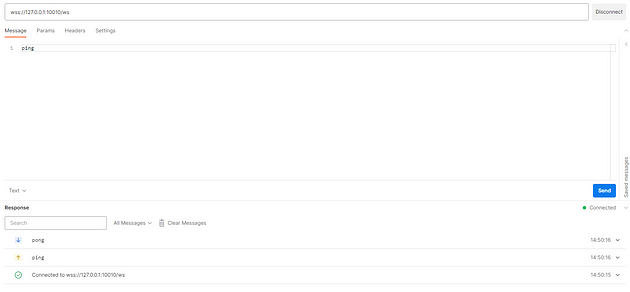 wss://127.0.0.1:10010/ws Disconnect
Message Params Headers Settings
1 ping
Saved messages
Text Send
Response Connected
Search All Messages Clear Messages
pong 14:50:16
ping 14:50:16
Connected to wss://127.0.0.1:10010/ws 14:50:15